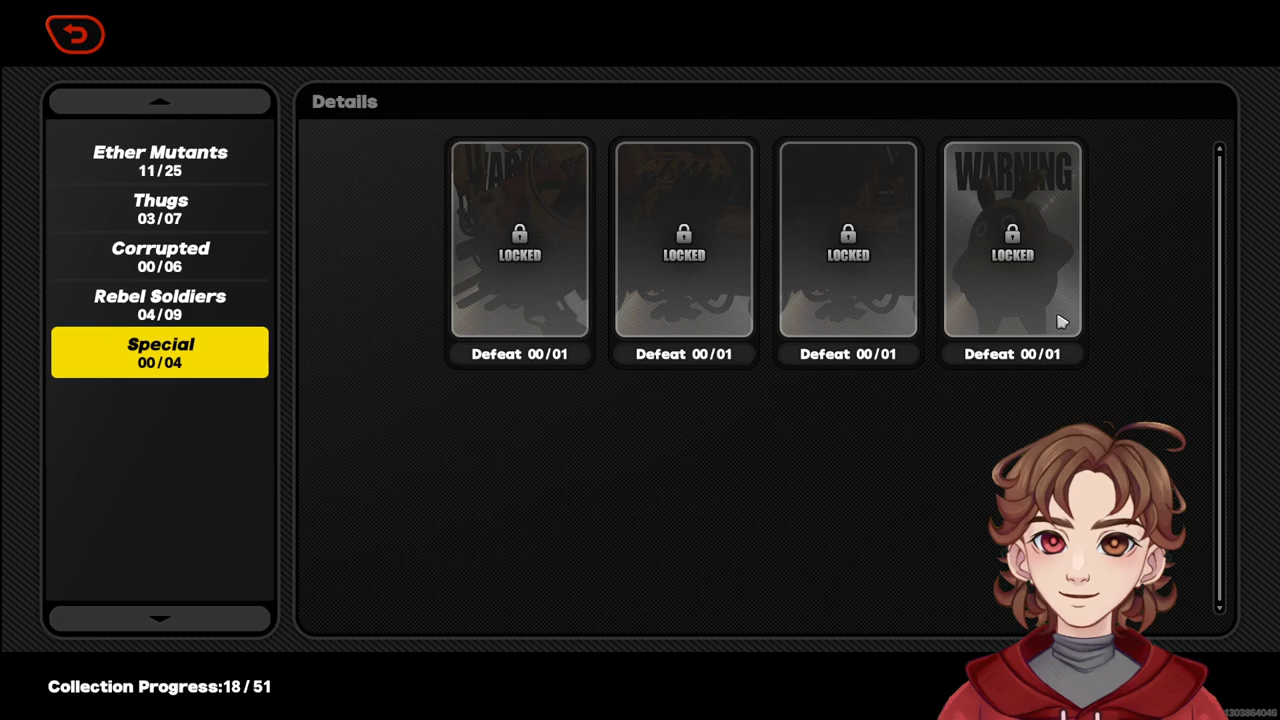 Details
Ether Mutants
11/25
Thugs
03/07
Corrupted
00/06
Rebel Soldiers
04/09
Special
00/04
WAR
WARNING
LOCKED
LOCKED
LOCKED
LOCKED
Defeat 00/01
Defeat 00/01
Defeat 00/01
Defeat 00/01
Collection Progress:18/51
1303864046